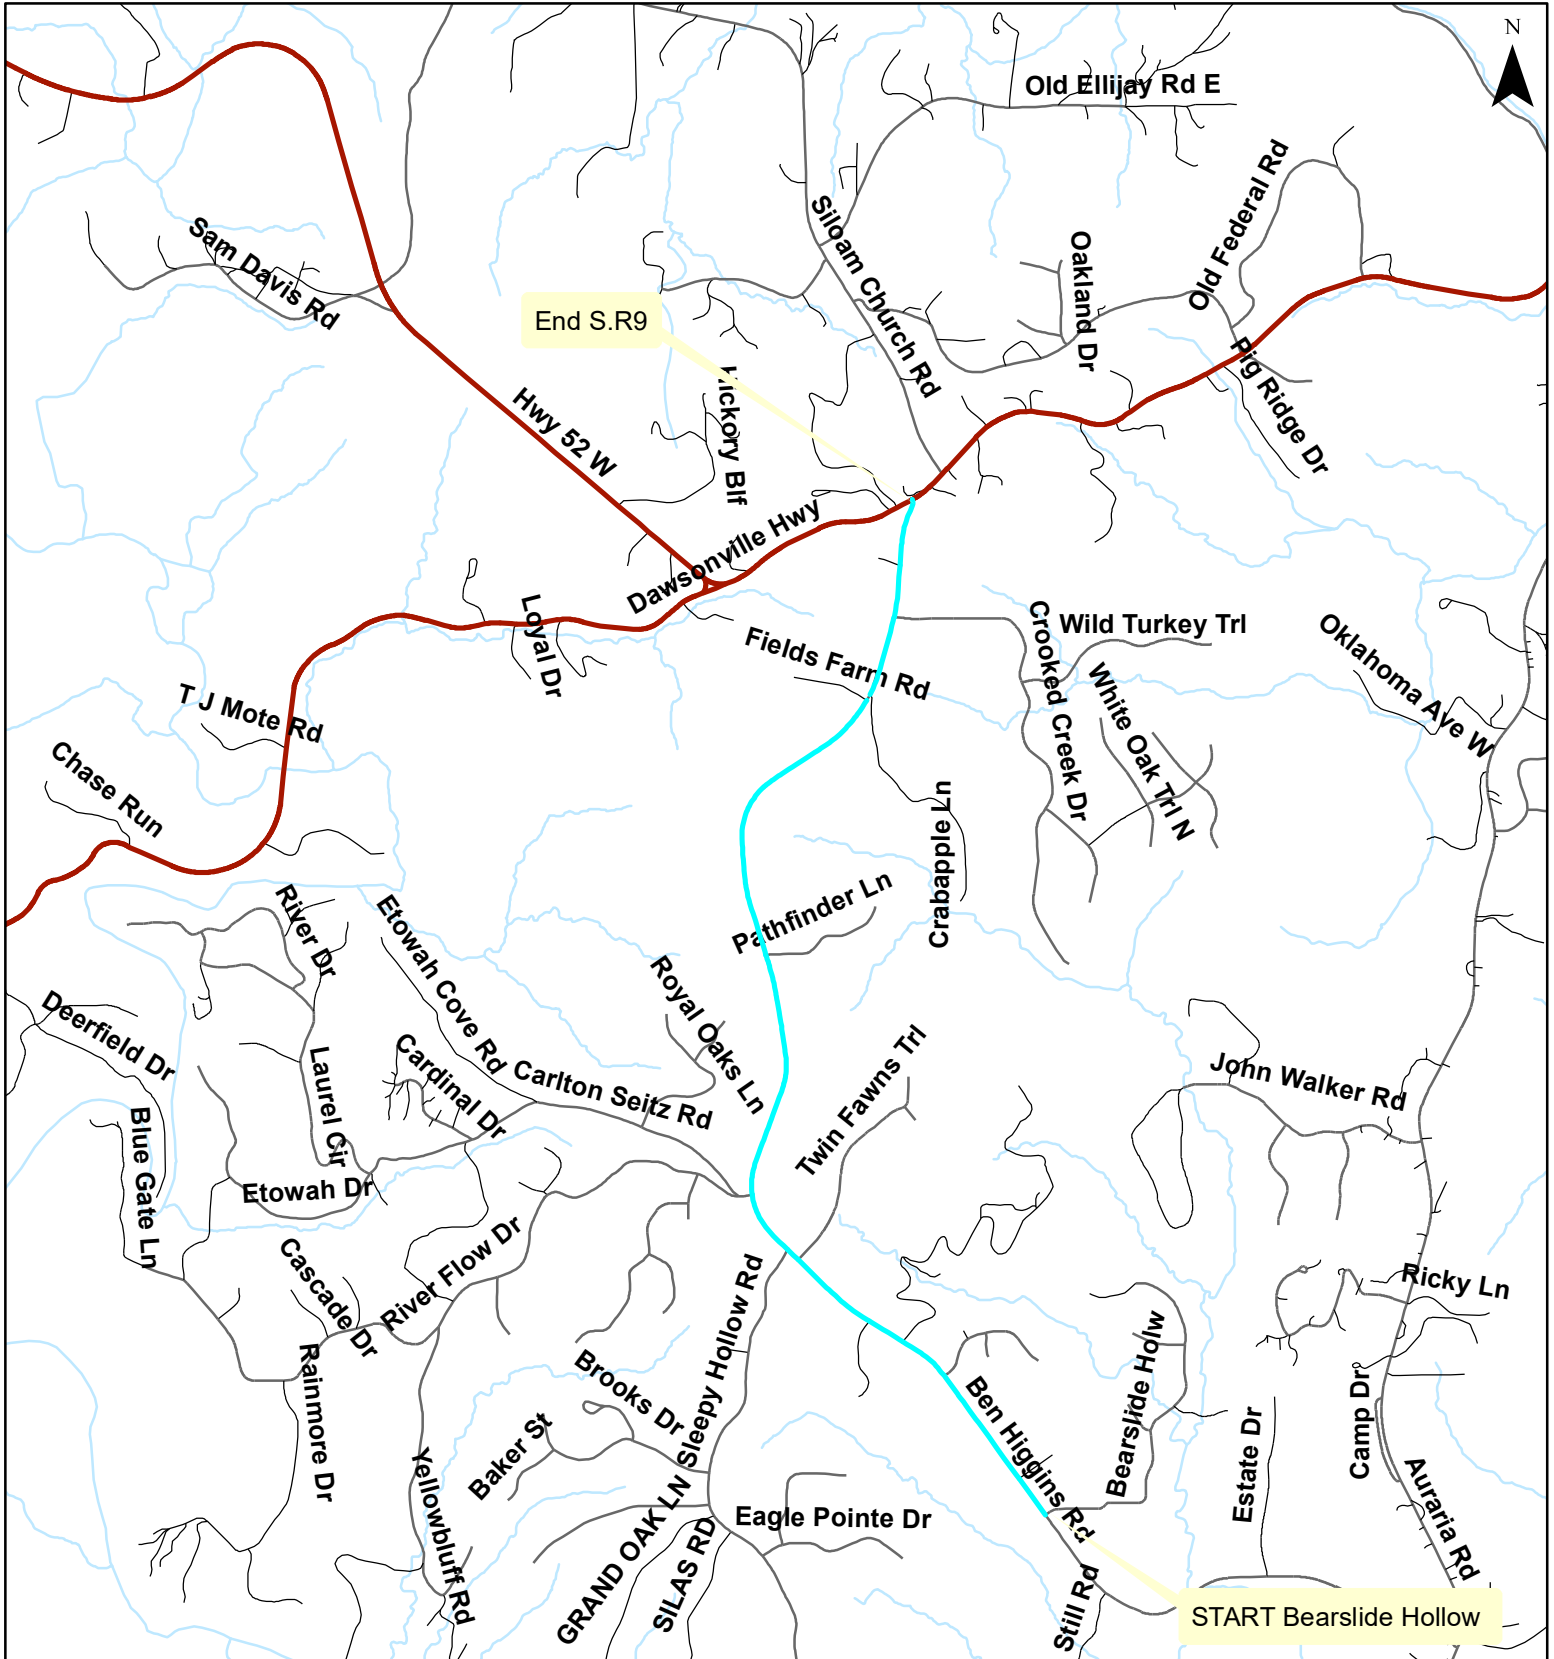 N
Old Ellijay Rd E
Old Federal Rd
Siloam Church Rd
Sam Davis Rd
Oakland Dr
End S.R9
Pig Ridge Dr
Hickory Blf
Hwy 52 W
Dawsonville Hwy
Loyal Dr
Fields Farm Rd
Crooked Creek Dr
Wild Turkey Trl
White Oak Trl N
Oklahoma Ave W
T J Mote Rd
Chase Run
Crabapple Ln
Pathfinder Ln
River Dr
Etowah Cove Rd
Royal Oaks Ln
Deerfield Dr
Laurel Cir
Cardinal Dr
Carlton Seitz Rd
Twin Fawns Trl
John Walker Rd
Blue Gate Ln
Etowah Dr
Cascade Dr
River Flow Dr
Sleepy Hollow Rd
Ricky Ln
Rainmore Dr
Brooks Dr
Baker St
Ben Higgins Rd
Bearslide Holw
Camp Dr
Estate Dr
Auraria Rd
Yellowbluff Rd
GRAND OAK LN
SILAS RD
Eagle Pointe Dr
Still Rd
START Bearslide Hollow